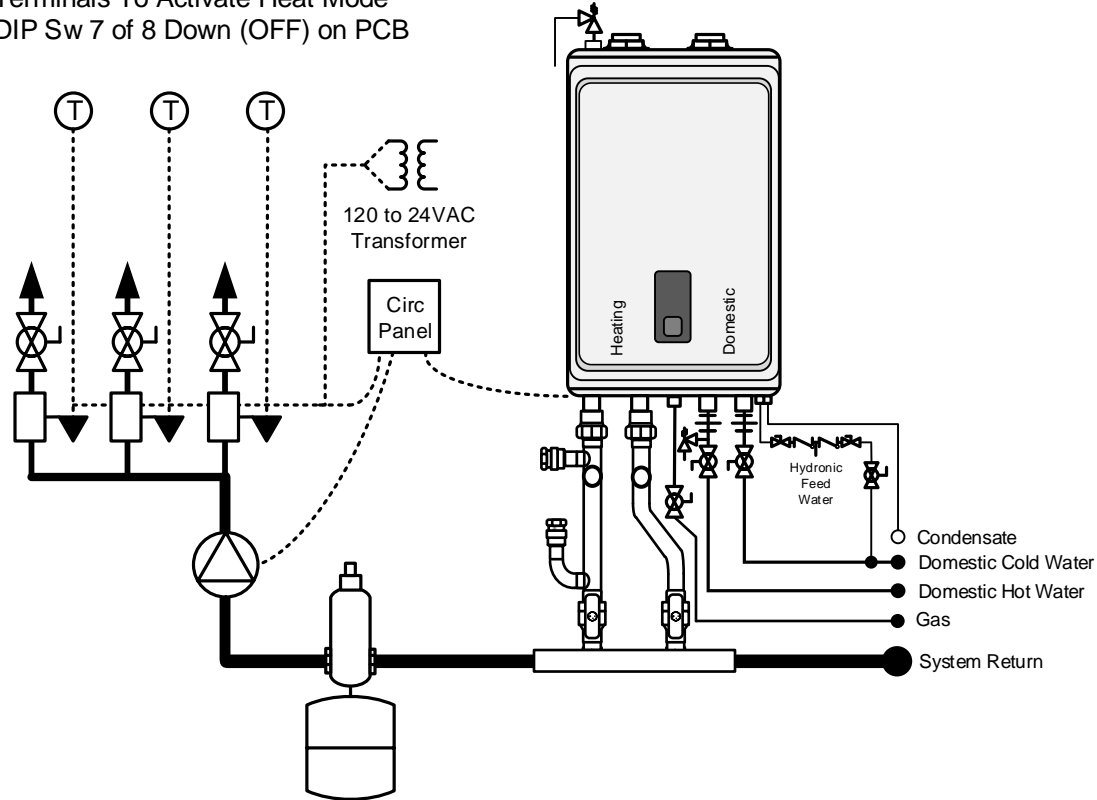 Terminals To Activate Heat Mode
DIP Sw 7 of 8 Down (OFF) on PCB
T
T
T
120 to 24VAC
Transformer
Circ
Panel
Heating
Domestic
Hydronic
Feed
Water
Condensate
Domestic Cold Water
Domestic Hot Water
Gas
System Return